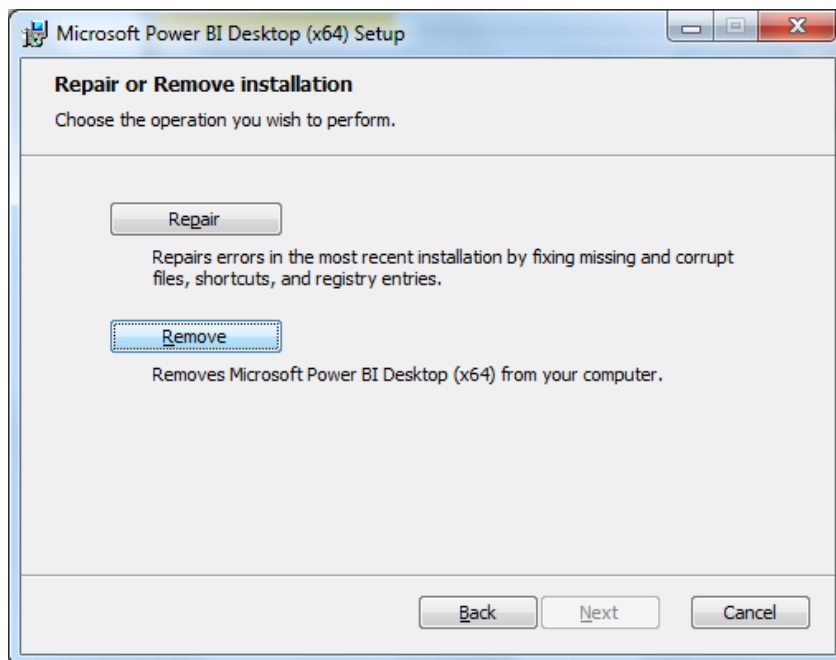 Microsoft Power BI Desktop (x64) Setup
Repair or Remove installation
Choose the operation you wish to perform.
Repair
Repairs errors in the most recent installation by fixing missing and corrupt
files, shortcuts, and registry entries.
Remove
Removes Microsoft Power BI Desktop (x64) from your computer.
Back
Next
Cancel